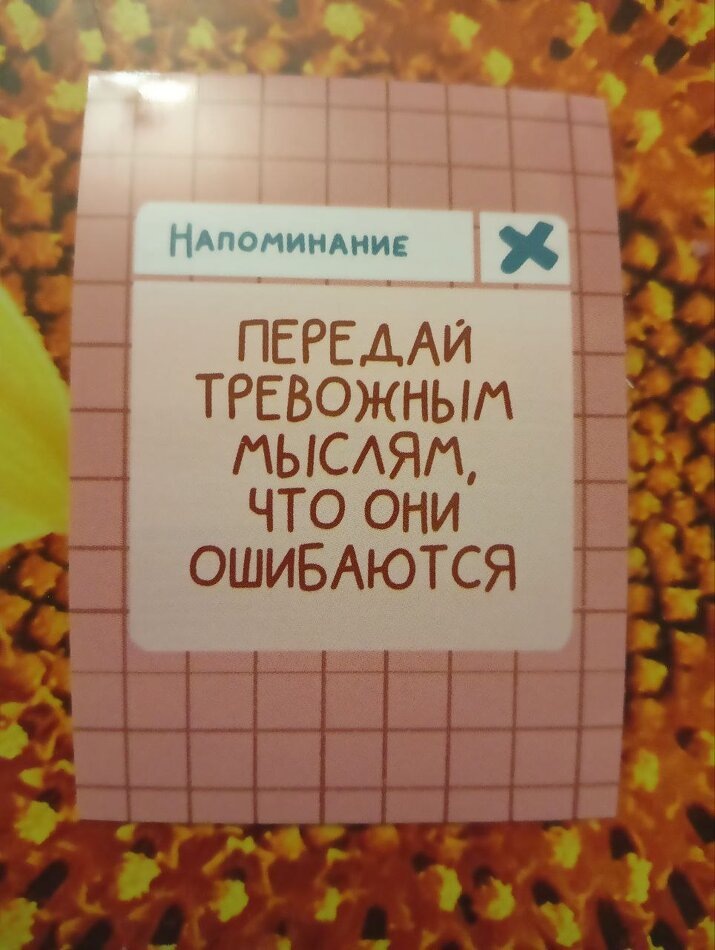 Напоминание
ПЕРЕДАЙ
ТРЕВОЖНЫМ
МЫСЛЯМ,
ЧТО ОНИ
ОШИБАЮТСЯ